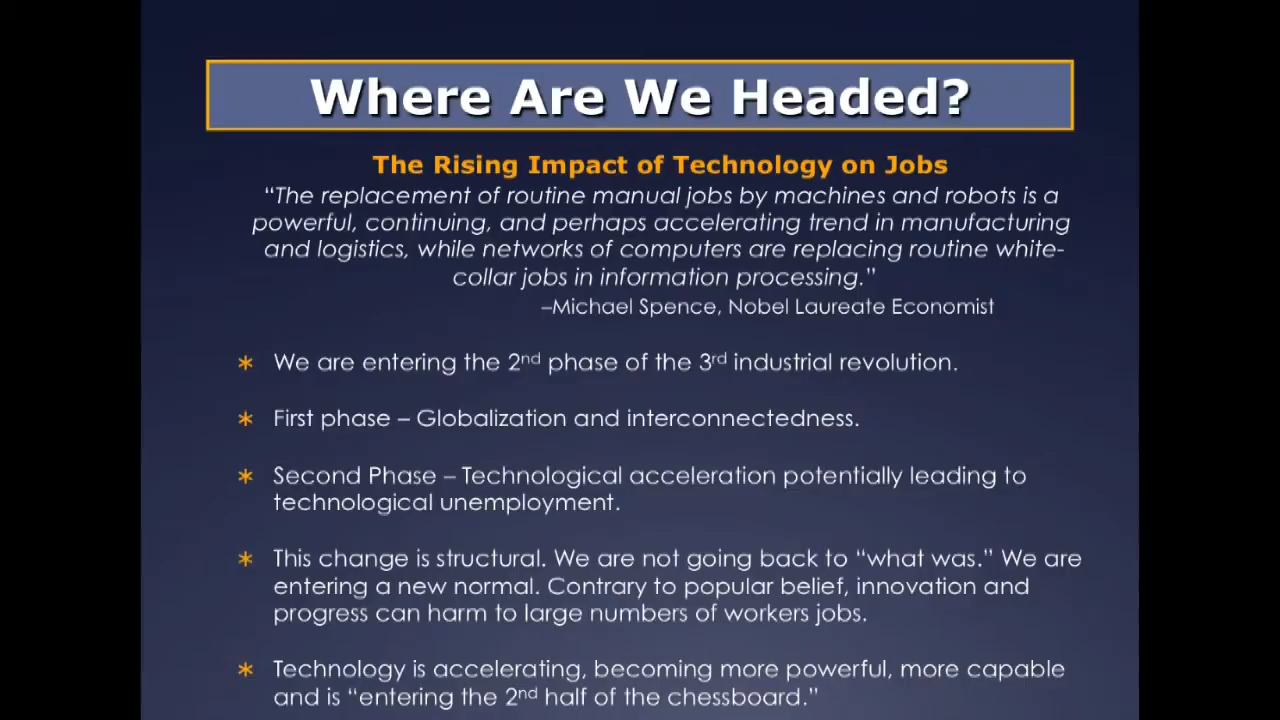 Where Are We Headed?
The Rising Impact of Technology on Jobs
“The replacement of routine manual jobs by machines and robots is a
powerful, continuing, and perhaps accelerating trend in manufacturing
and logistics, while networks of computers are replacing routine white-
collar jobs in information processing.”
–Michael Spence, Nobel Laureate Economist
* We are entering the 2nd phase of the 3rd industrial revolution.
* First phase – Globalization and interconnectedness.
* Second Phase – Technological acceleration potentially leading to
technological unemployment.
* This change is structural. We are not going back to “what was.” We are
entering a new normal. Contrary to popular belief, innovation and
progress can harm to large numbers of workers jobs.
* Technology is accelerating, becoming more powerful, more capable
and is “entering the 2nd half of the chessboard.”